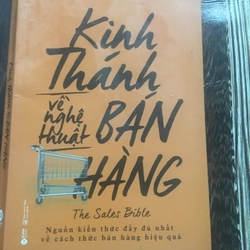 Kinh
Thánh
về nghệ
thuật
BÁN
HÀNG
The Sales Bible
Nguồn kiến thức đầy đủ nhất
về cách thức bán hàng hiệu quả